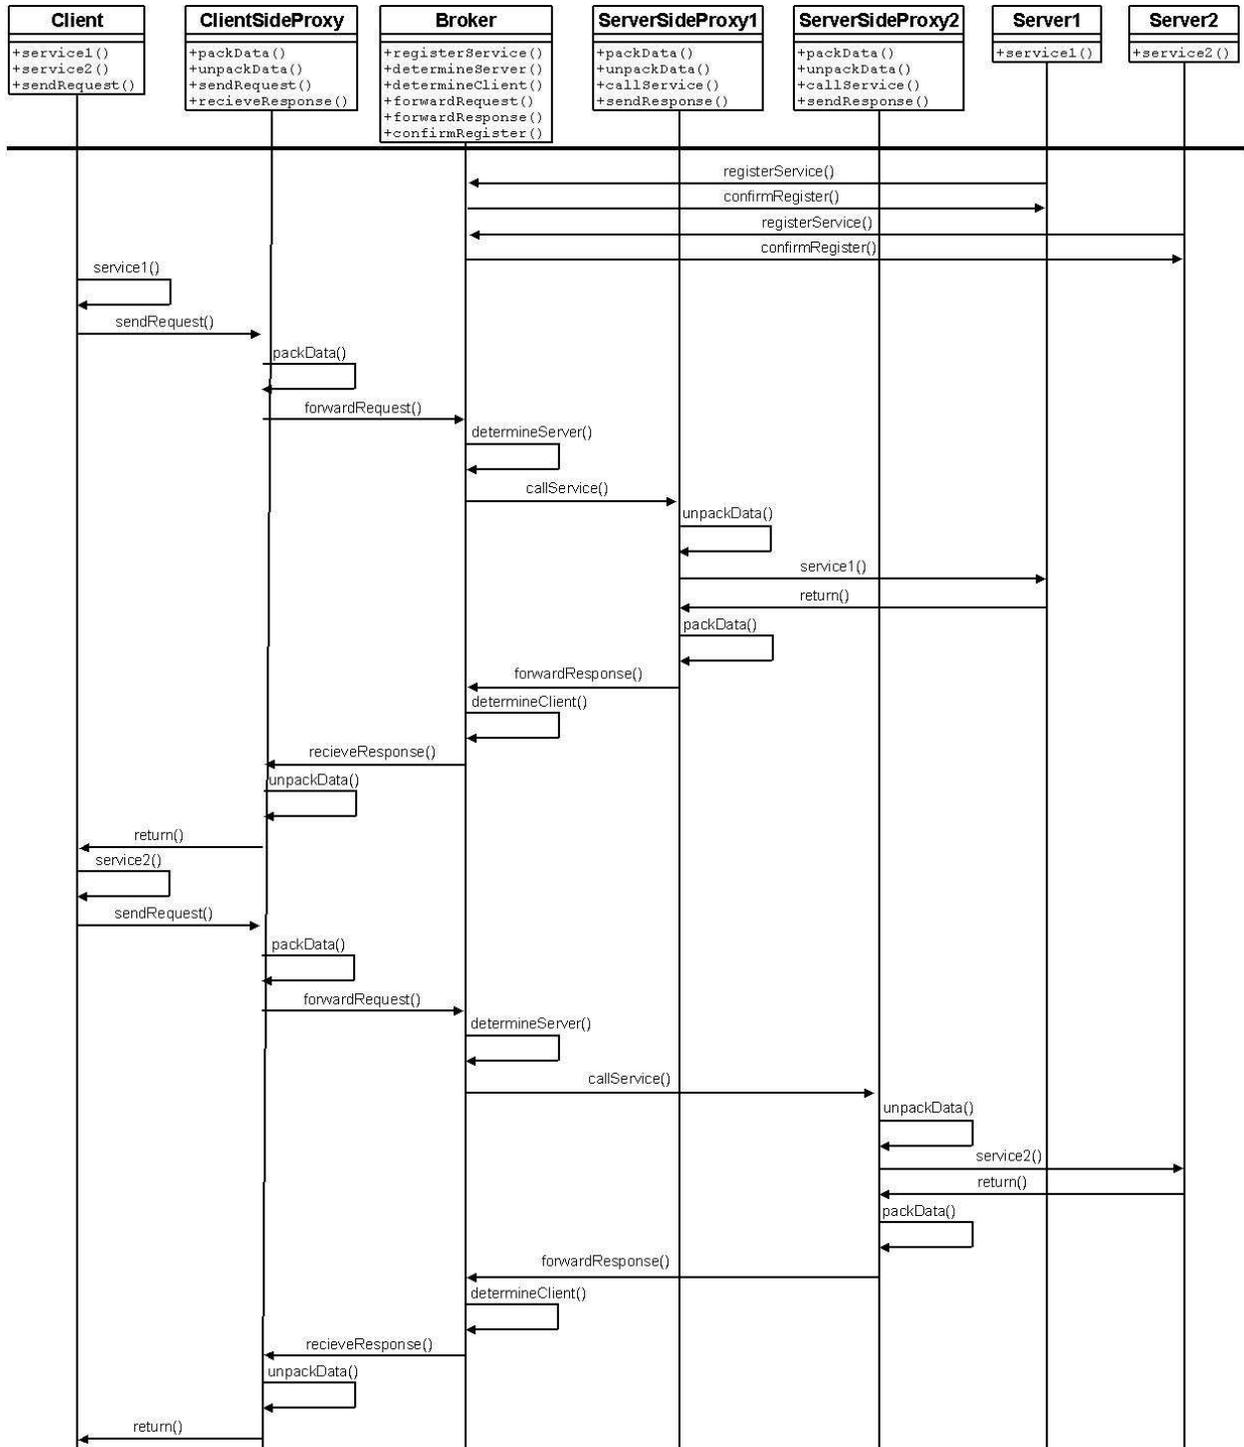 Client
+service1()
+service2()
+sendRequest()
ClientSideProxy
+packData()
+unpackData()
+sendRequest()
+recieveResponse()
Broker
+registerService()
+determineServer()
+determineClient()
+forwardRequest()
+forwardResponse()
+confirmRegister()
ServerSideProxy1
+packData()
+unpackData()
+callService()
+sendResponse()
ServerSideProxy2
+packData()
+unpackData()
+callService()
+sendResponse()
Server1
+service1()
Server2
+service2()
registerService()
confirmRegister()
registerService()
confirmRegister()
service1()
sendRequest()
packData()
forwardRequest()
determineServer()
callService()
unpackData()
service1()
return()
packData()
forwardResponse()
determineClient()
recieveResponse()
unpackData()
return()
service2()
sendRequest()
packData()
forwardRequest()
determineServer()
callService()
unpackData()
service2()
return()
packData()
forwardResponse()
determineClient()
recieveResponse()
unpackData()
return()